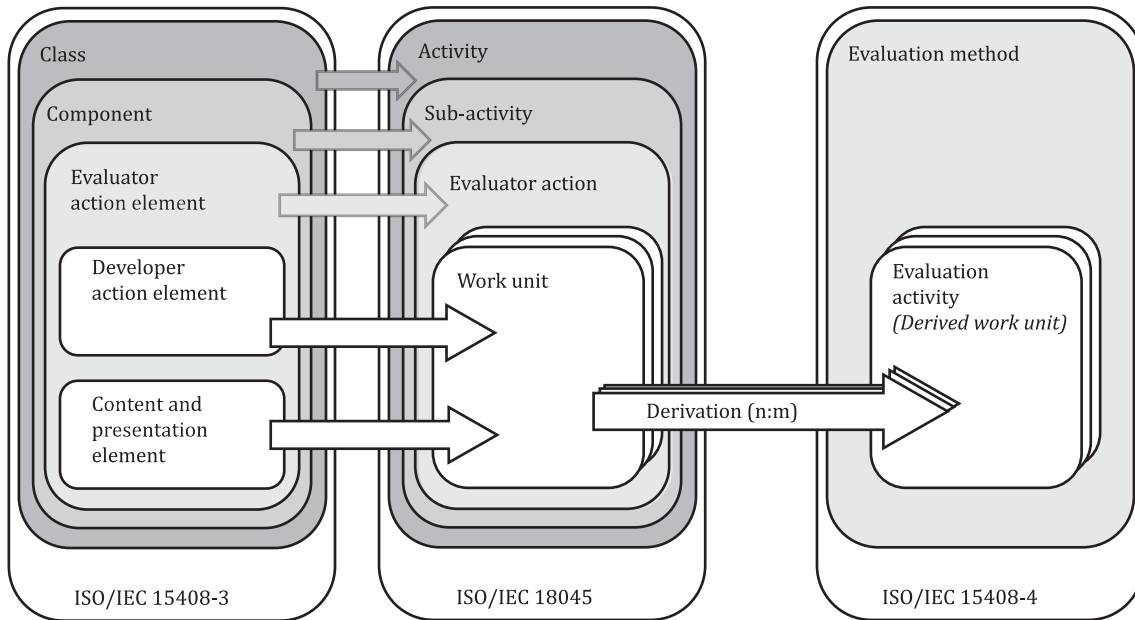 Class
Component
Evaluator
action element
Developer
action element
Content and
presentation
element
ISO/IEC 15408-3
Activity
Sub-activity
Evaluator action
Work unit
Derivation (n:m)
ISO/IEC 18045
Evaluation method
Evaluation
activity
(Derived work unit)
ISO/IEC 15408-4